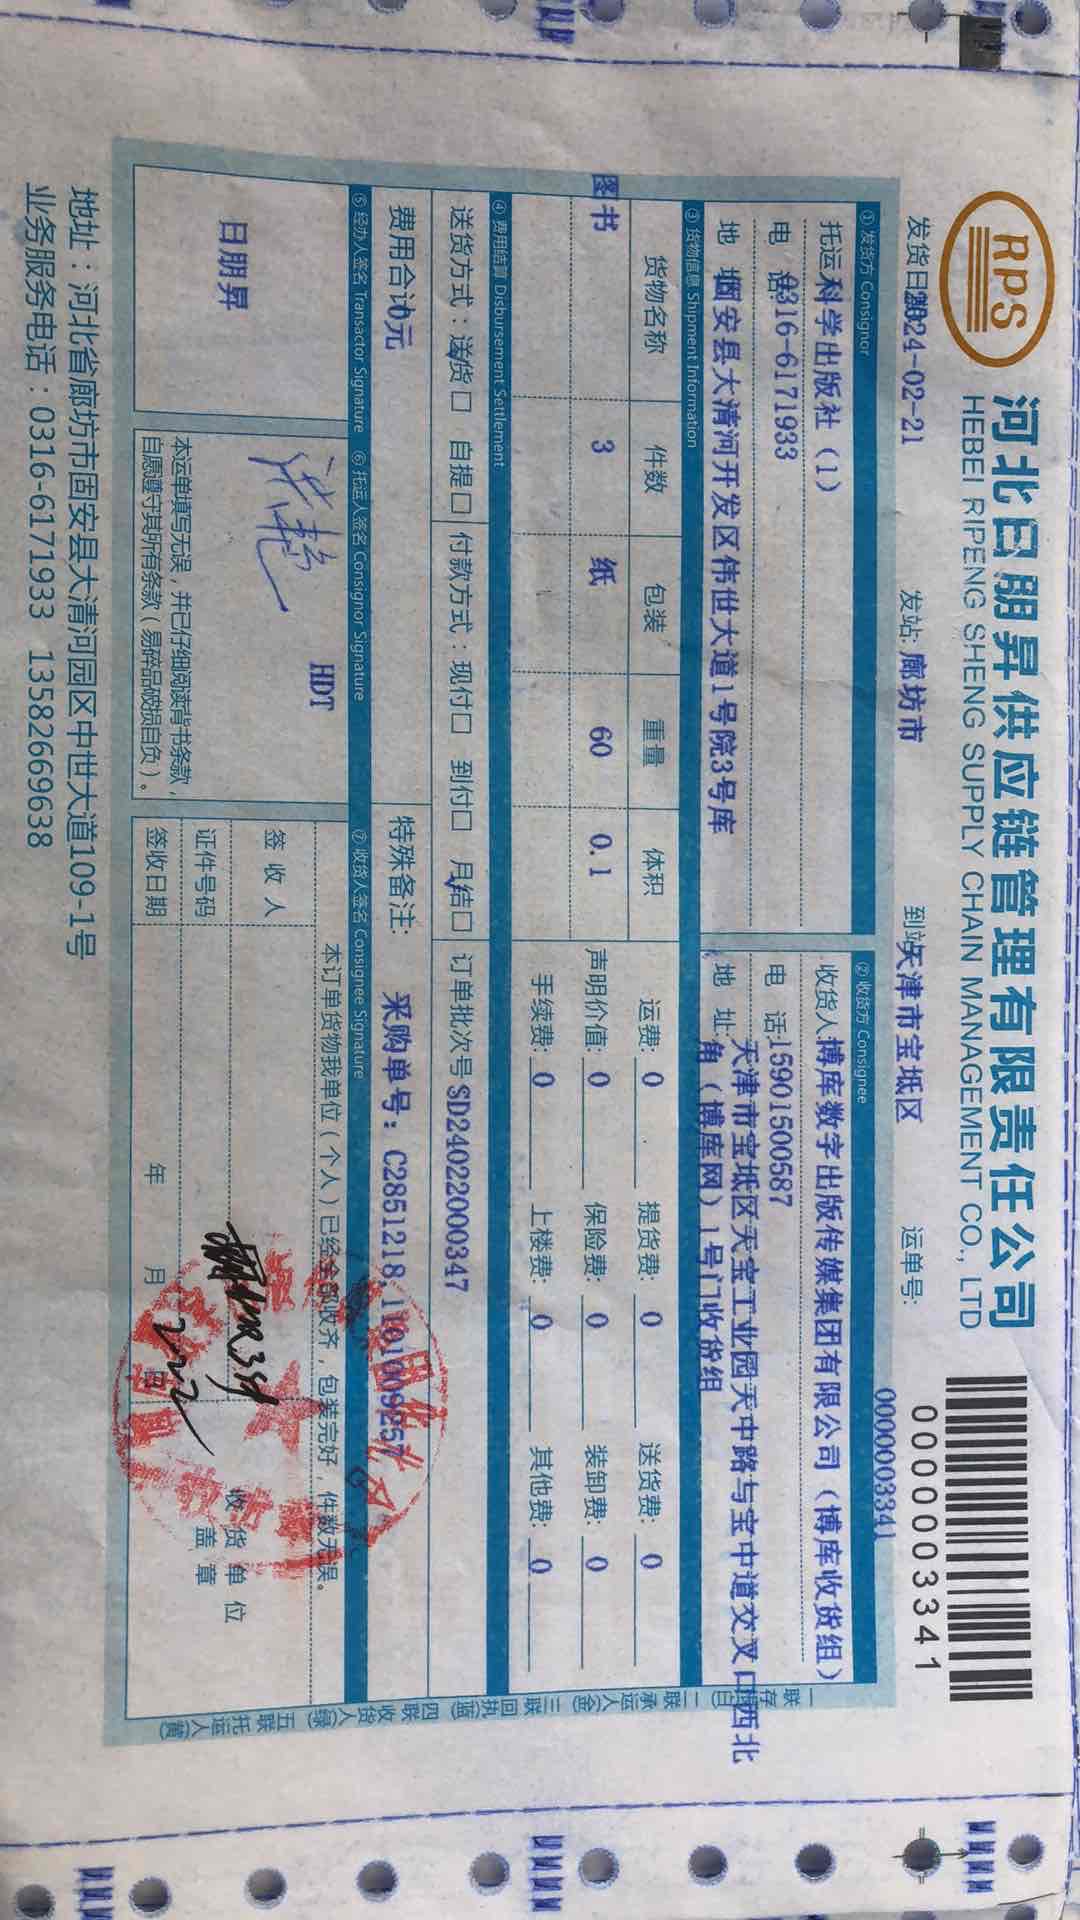 RPS
河北日朋昇供应链管理有限责任公司
HEBEI RIPENG SHENG SUPPLY CHAIN MANAGEMENT CO., LTD
0000003341
0000003341
发货日期2024-02-21
发站: 廊坊市
到站天津市宝坻区
运单号:
① 发货方 Consignor
② 收货方 Consignee
托运科学出版社（1）
收货人博库数字出版传媒集团有限公司（博库收货组）
电 话0316-6171933
电 话:15901500587
地 固安县大清河开发区伟世大道1号院3号库
地 址:天津市宝坻区天宝工业园天中路与宝中道交叉口西北
角（博库网）1号门收货组
③ 货物信息 Shipment Information
货物名称 件数 包装 重量 体积
运费: 0 提货费: 0 送货费: 0
图书 3 纸 60 0.1
声明价值: 0 保险费: 0 装卸费: 0
手续费: 0 上楼费: 0 其他费: 0
④ 费用结算 Disbursement Settlement
送货方式：送货□ 自提□
付款方式：现付□ 到付□ 月结□
订单批次号 SD2402200347
费用合计0元
特殊备注: 采购单号: C2851218,1101009257
⑤ 经办人签名 Transactor Signature
⑥ 托运人签名 Consignor Signature
⑦ 收货人签名 Consignee Signature
日朋昇
HDT
本订单货物我单位（个人）已经全部收齐，包装完好，件数无误。
签 收 人
证件号码
签收日期
年 月 日
收货单位
盖 章
本运单填写无误，并已仔细阅读背书条款，
自愿遵守其所有条款（易碎品破损自负）。
一联存根(白) 二联承运人(金) 三联回执(蓝) 四联收货人(绿) 五联托运人(黄)
地址：河北省廊坊市固安县大清河园区中世大道109-1号
业务服务电话：0316-6171933 13582669638